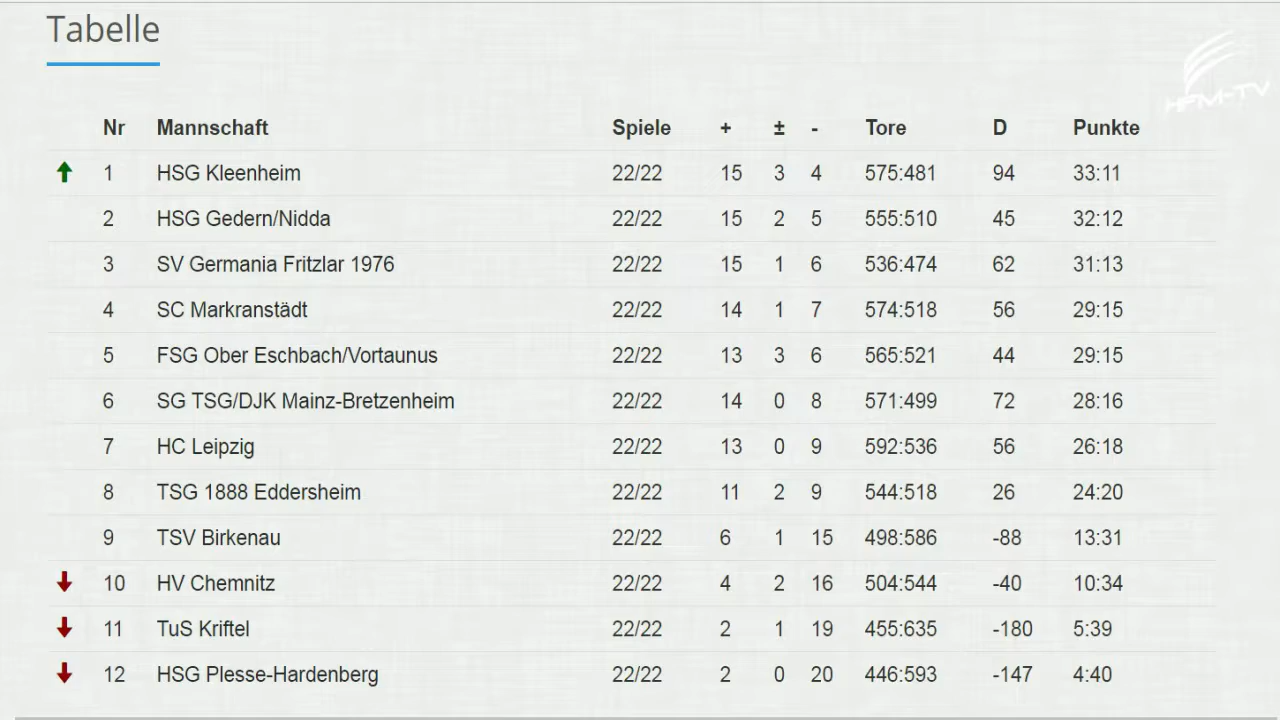 Tabelle
HFM-TV
Nr Mannschaft Spiele + ± - Tore D Punkte
1 HSG Kleenheim 22/22 15 3 4 575:481 94 33:11
2 HSG Gedern/Nidda 22/22 15 2 5 555:510 45 32:12
3 SV Germania Fritzlar 1976 22/22 15 1 6 536:474 62 31:13
4 SC Markranstädt 22/22 14 1 7 574:518 56 29:15
5 FSG Ober Eschbach/Vortaunus 22/22 13 3 6 565:521 44 29:15
6 SG TSG/DJK Mainz-Bretzenheim 22/22 14 0 8 571:499 72 28:16
7 HC Leipzig 22/22 13 0 9 592:536 56 26:18
8 TSG 1888 Eddersheim 22/22 11 2 9 544:518 26 24:20
9 TSV Birkenau 22/22 6 1 15 498:586 -88 13:31
10 HV Chemnitz 22/22 4 2 16 504:544 -40 10:34
11 TuS Kriftel 22/22 2 1 19 455:635 -180 5:39
12 HSG Plesse-Hardenberg 22/22 2 0 20 446:593 -147 4:40